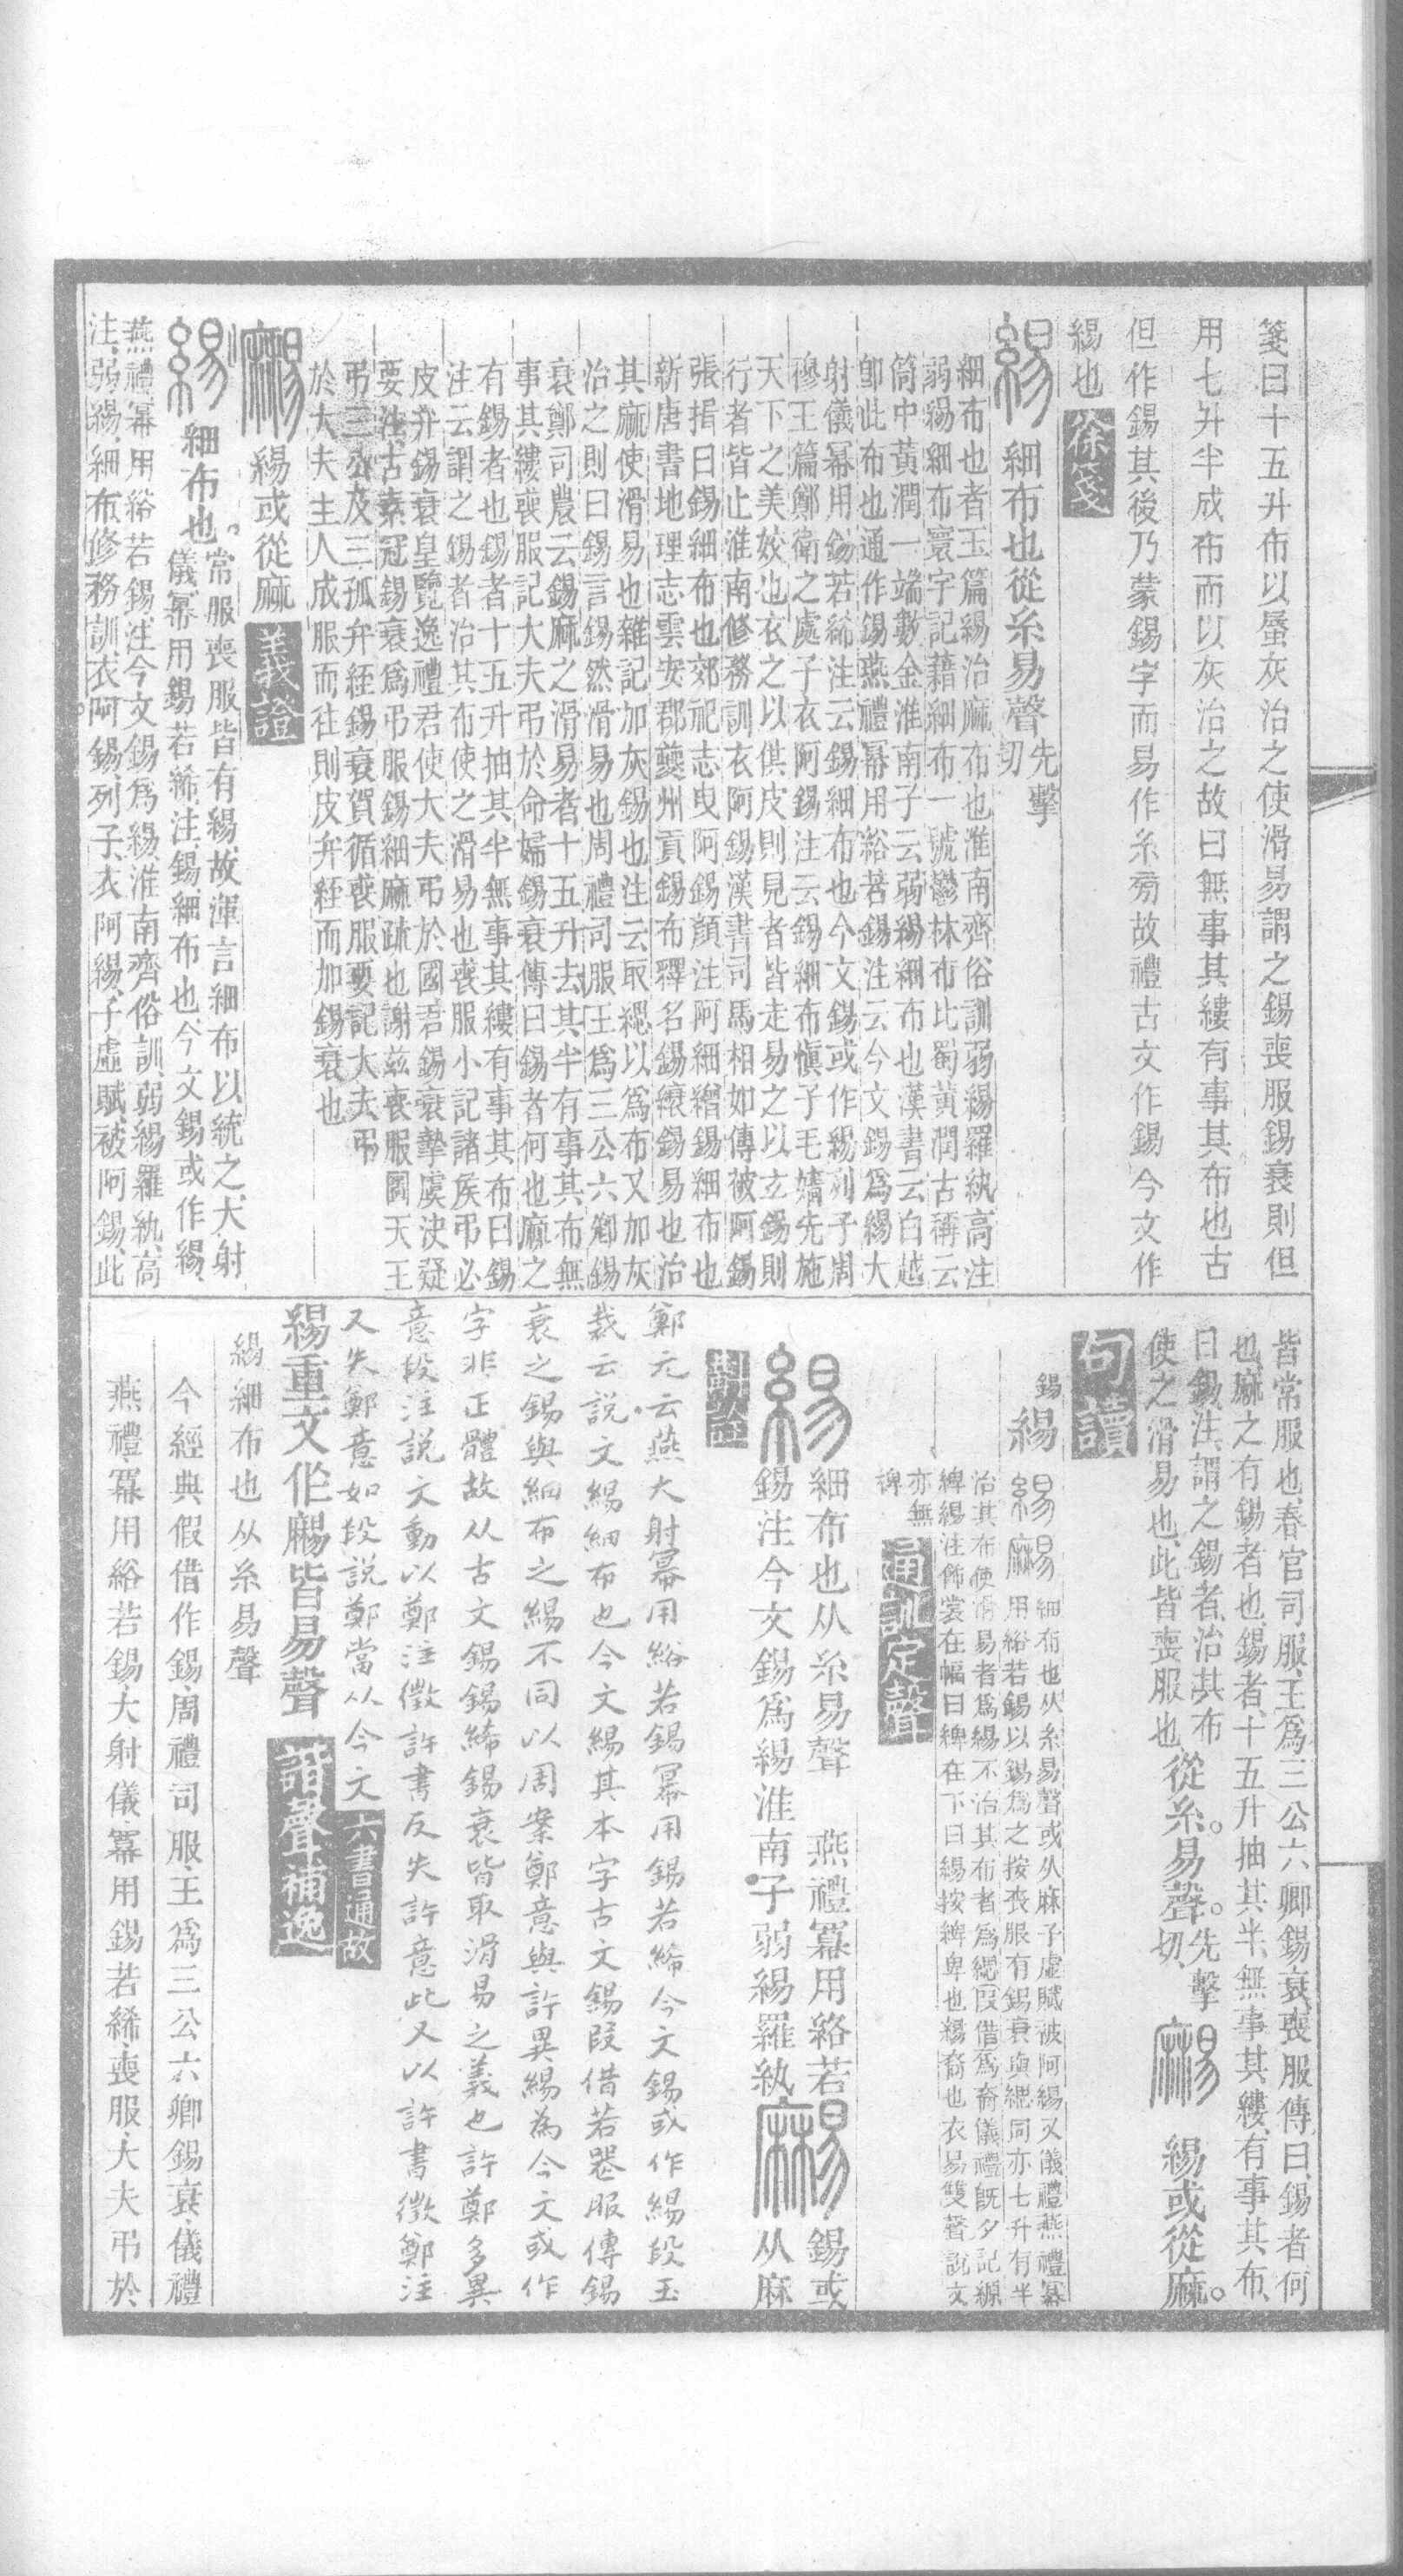 箋曰十五升布以蜃灰治之使滑易謂之錫喪服錫衰則但
用七升半成布而以灰治之故曰無事其縷有事其布也古
但作錫其後乃蒙錫字而易作糸旁故禮古文作錫今文作
緆也 徐箋
緆 細布也從糸易聲 先擊切
細布也者玉篇緆治麻布也淮南齊俗訓弱緆羅紈高注
弱緆細布寰宇記藉細布一號鬱林布比蜀黃潤古稱云
筒中黃潤一端數金淮南子云弱緆細布也漢書云白越
卽此布也通作錫燕禮冪用綌若錫注云今文錫爲緆大
射儀冪用錫若絺注云錫細布也今文錫或作緆列子周
穆王篇鄭衛之處子衣阿錫注云錫細布愼子毛嬙先施
天下之美姣也衣之以供皮則見者皆走易之以玄錫則
行者皆止淮南修務訓衣阿錫漢書司馬相如傳被阿錫
張揖曰錫細布也郊祀志曳阿錫顏注阿細繒錫細布也
新唐書地理志雲安郡夔州貢錫布釋名錫縗錫易也治
其麻使滑易也雜記加灰錫也注云取緦以爲布又加灰
治之則曰錫言錫然滑易也周禮司服王爲三公六卿錫
衰鄭司農云錫麻之滑易者十五升去其半有事其布無
事其縷喪服記大夫弔於命婦錫衰傳曰錫者何也麻之
有錫者也錫者十五升抽其半無事其縷有事其布曰錫
注云謂之錫者治其布使之滑易也喪服小記諸矦弔必
皮弁錫衰皇覽逸禮君使大夫弔於國君錫衰摯虞決疑
要注古素冠錫衰爲弔服錫細麻疏也謝茲喪服圖天王
弔三公及三孤弁絰錫衰賀循喪服要記大夫弔
於大夫主人成服而往則皮弁絰而加錫衰也
𪎼 緆或從麻 義證
緆 細布也。常服喪服皆有緆、故渾言細布以統之、大射
儀、冪用錫若絺、注、錫、細布也、今文錫或作緆、
燕禮冪用綌若錫、注、今文錫爲緆、淮南齊俗訓、弱緆羅紈、高
注、弱緆、細布、修務訓、衣阿錫、列子、衣阿緆、子虛賦、被阿錫、此
皆常服也、春官司服、王爲三公六卿錫衰、喪服傳曰、錫者何
也、麻之有錫者也、錫者、十五升抽其半、無事其縷、有事其布、
曰錫、注、謂之錫者、治其布
使之滑易也、此皆喪服也 從糸。易聲。先擊切 𪎼 緆或從麻。
句讀
錫 緆 緆 𪎼 細布也从糸易聲或从麻子虛賦被阿緆又儀禮燕禮冪
用綌若錫以錫爲之按喪服有錫衰與緦同亦七升有半
治其布使滑易者爲緆不治其布者爲緦叚借爲裔儀禮旣夕記縓
綼緆注飾裳在幅曰綼在下曰緆按綼卑也緆裔也衣易雙聲說文
亦無綼 通訓定聲
緆 細布也从糸易聲 燕禮冪用綌若
錫注今文錫爲緆淮南子弱緆羅紈 𪎼 緆或从麻
斠詮
鄭元云燕大射冪用綌若錫冪用錫若絺今文錫或作緆段玉
裁云說文緆細布也今文緆其本字古文錫叚借若喪服傳錫
衰之錫與細布之緆不同以周案鄭意與許異緆為今文或作
字非正體故从古文錫錫絺錫衰皆取滑易之義也許鄭多異
意段注說文動以鄭注徵許書反失許意此又以許書徵鄭注
又失鄭意如段說鄭當从今文 六書通故
緆重文作𪎼皆易聲 諧聲補逸
緆細布也从糸易聲
今經典假借作錫、周禮司服、王爲三公六卿錫衰、儀禮
燕禮、冪用綌若錫、大射儀、冪用錫若絺、喪服、大夫弔於